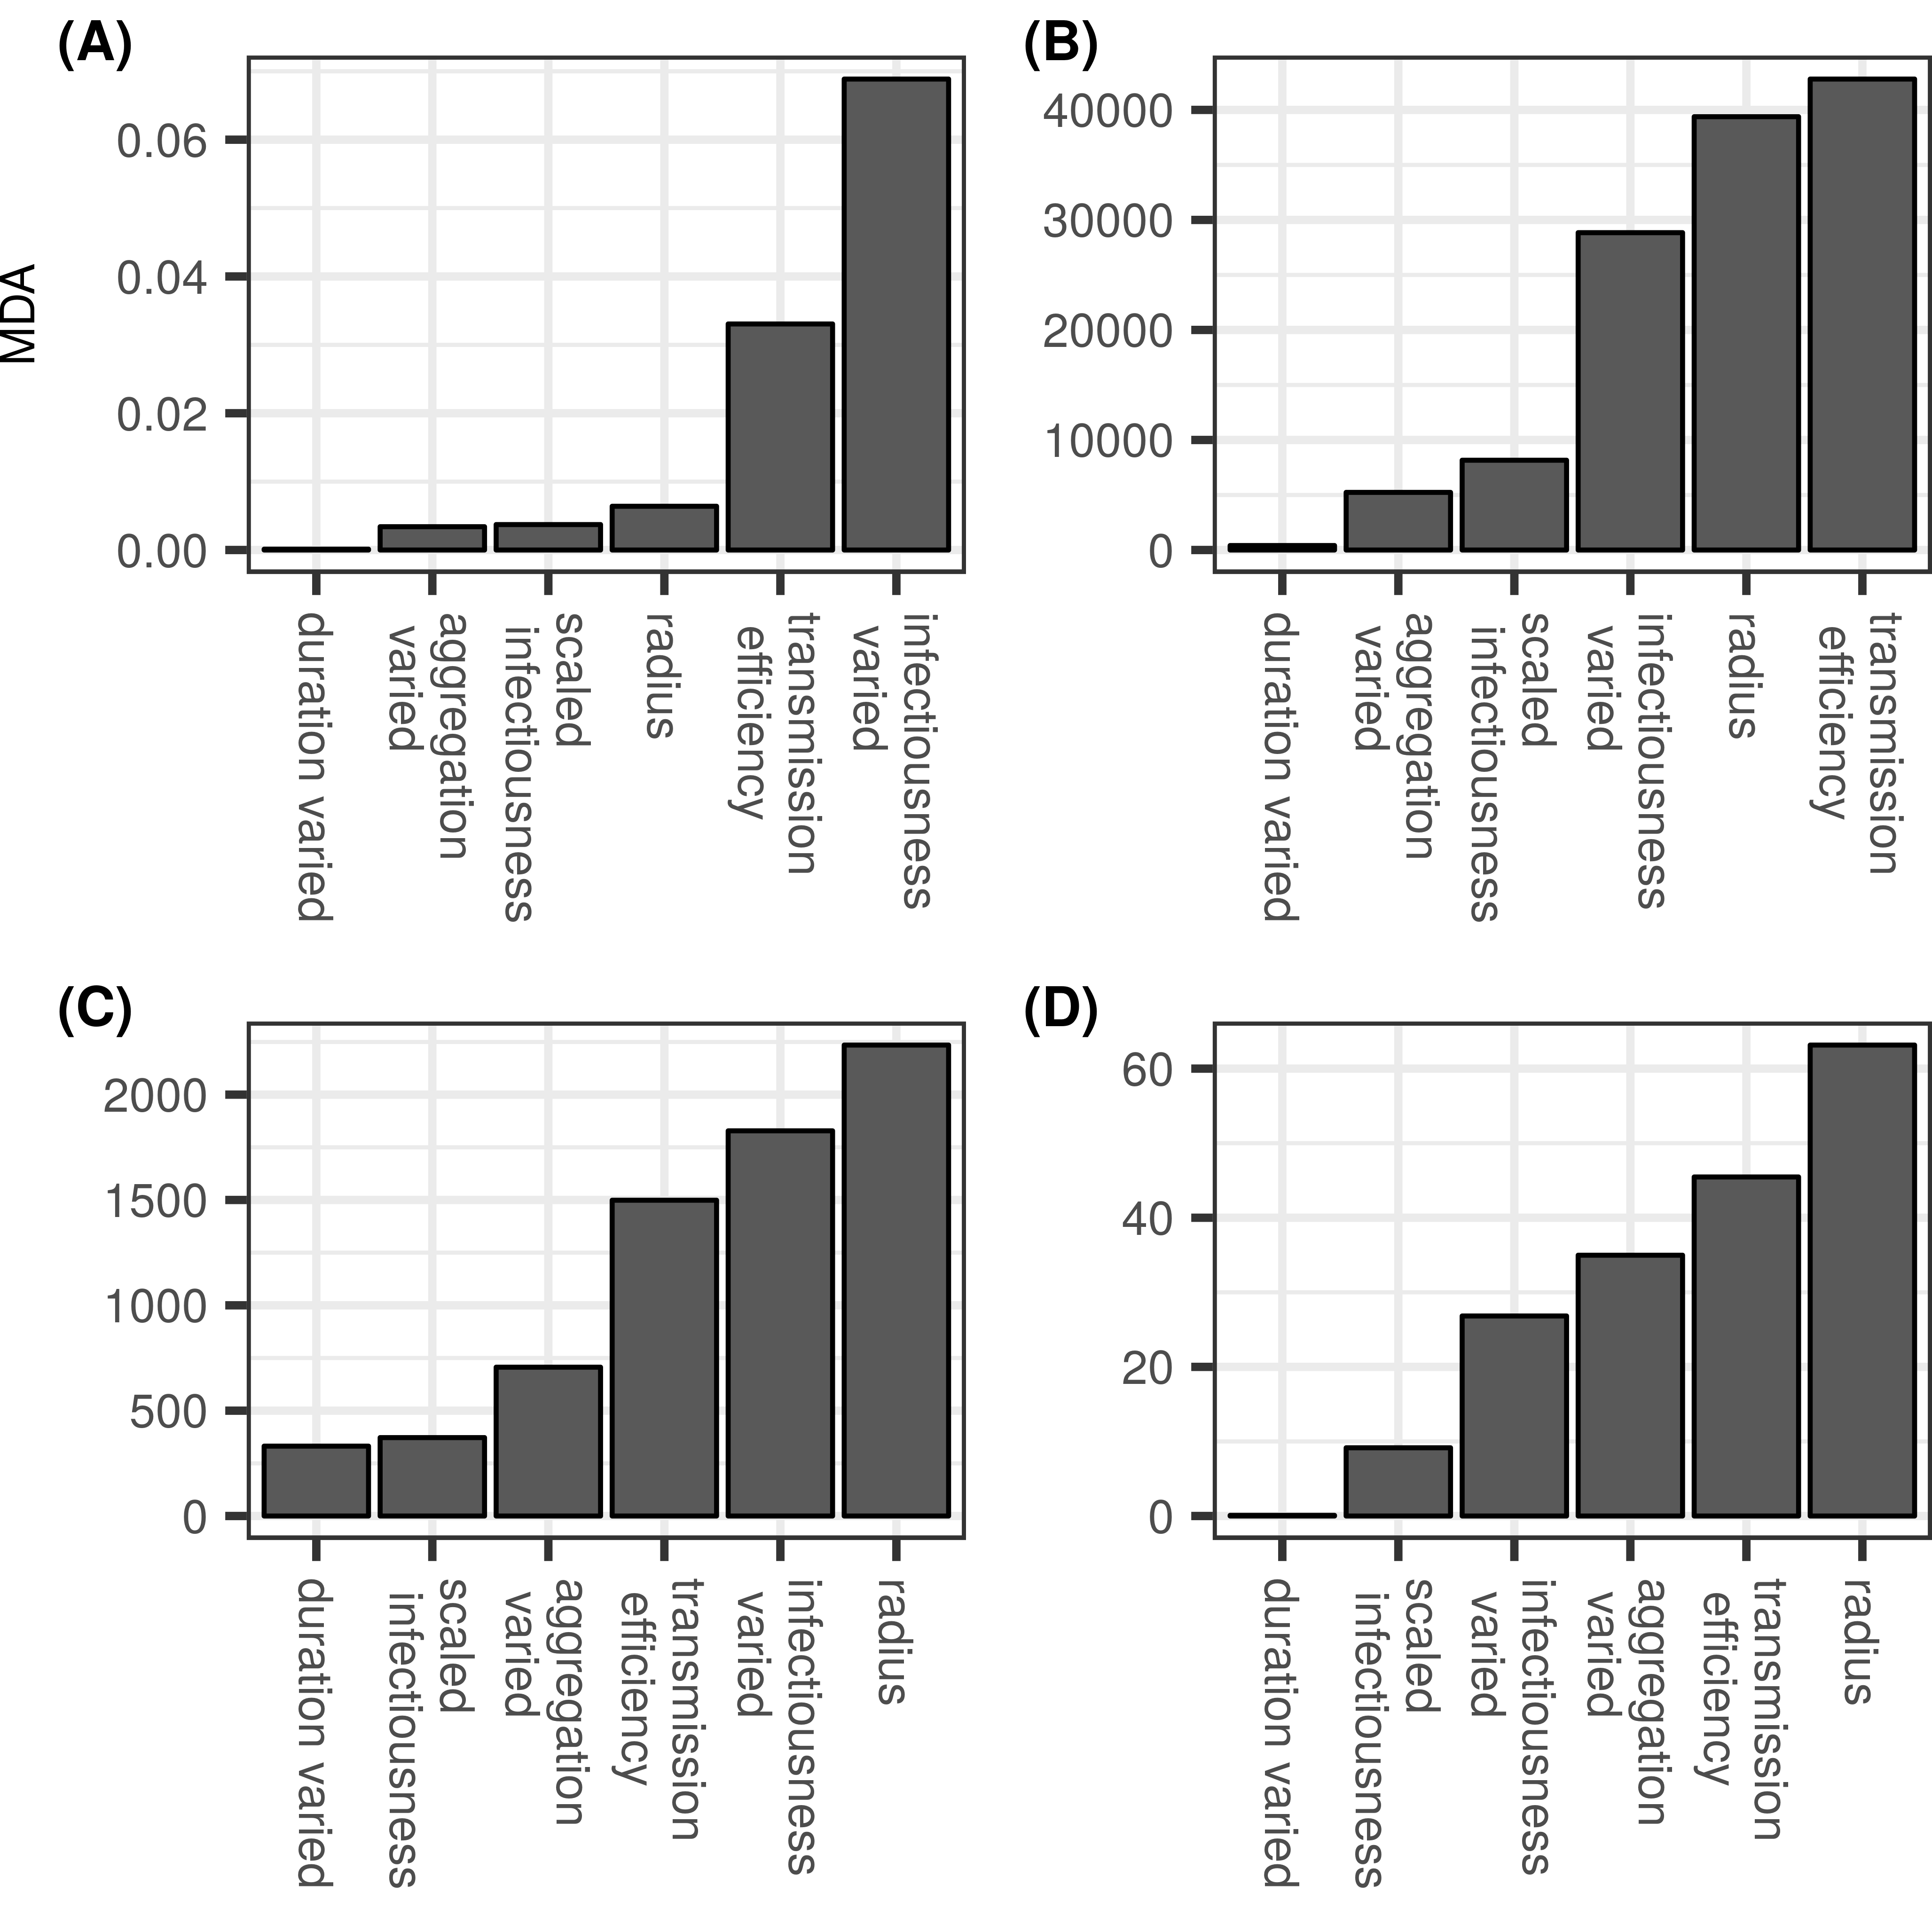 (A)
MDA
0.06
0.04
0.02
0.00
duration varied
aggregation
varied
scaled
infectiousness
radius
transmission
efficiency
infectiousness
varied
(B)
40000
30000
20000
10000
0
duration varied
aggregation
varied
scaled
infectiousness
infectiousness
varied
radius
transmission
efficiency
(C)
2000
1500
1000
500
0
duration varied
scaled
infectiousness
aggregation
varied
transmission
efficiency
infectiousness
varied
radius
(D)
60
40
20
0
duration varied
scaled
infectiousness
infectiousness
varied
aggregation
varied
transmission
efficiency
radius